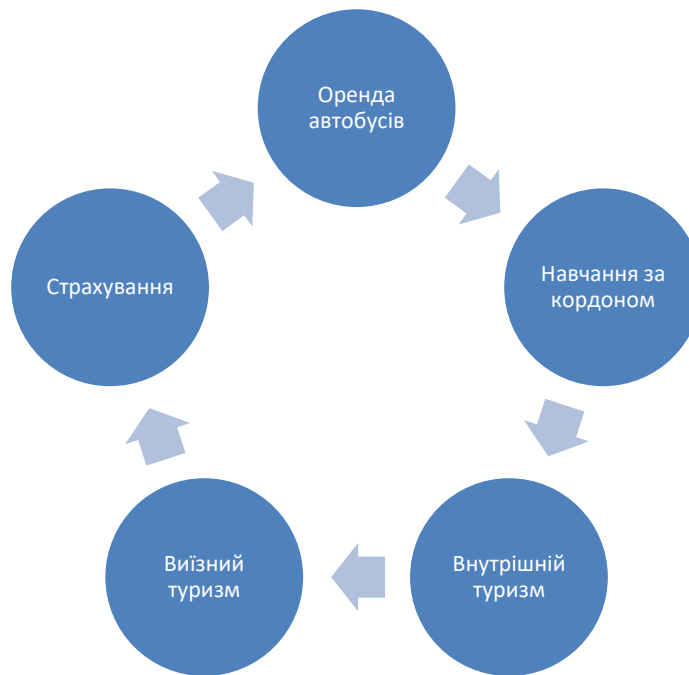 Оренда
автобусів
Навчання за
кордоном
Внутрішній
туризм
Виїзний
туризм
Страхування